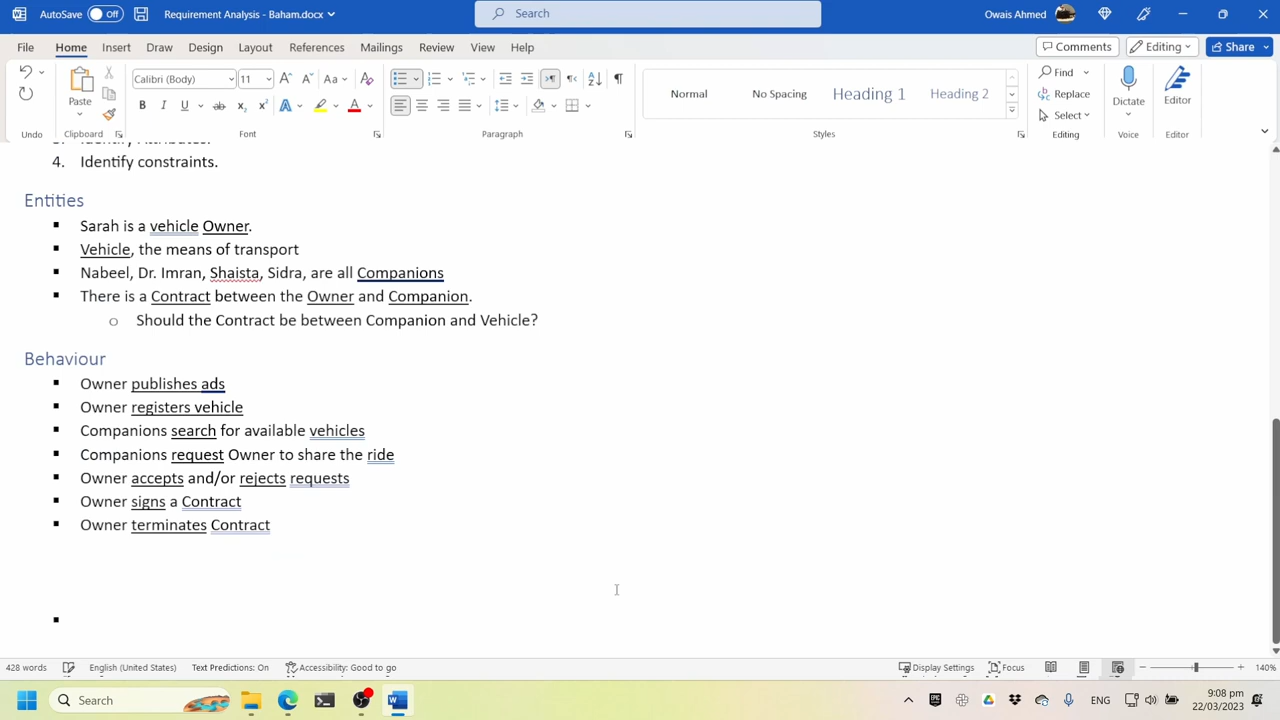 AutoSave Off Requirement Analysis - Baham.docx Search Owais Ahmed
File Home Insert Draw Design Layout References Mailings Review View Help Comments Editing Share
Calibri (Body) 11 A A Aa A
Paste Normal No Spacing Heading 1 Heading 2 Find Replace Select Dictate Editor
B I U ab x₂ x² A A
Undo Clipboard Font Paragraph Styles Editing Voice Editor
4. Identify constraints.
Entities
▪ Sarah is a vehicle Owner.
▪ Vehicle, the means of transport
▪ Nabeel, Dr. Imran, Shaista, Sidra, are all Companions
▪ There is a Contract between the Owner and Companion.
o Should the Contract be between Companion and Vehicle?
Behaviour
▪ Owner publishes ads
▪ Owner registers vehicle
▪ Companions search for available vehicles
▪ Companions request Owner to share the ride
▪ Owner accepts and/or rejects requests
▪ Owner signs a Contract
▪ Owner terminates Contract
▪
428 words English (United States) Text Predictions: On Accessibility: Good to go Display Settings Focus 140%
Search ENG 9:08 pm
22/03/2023